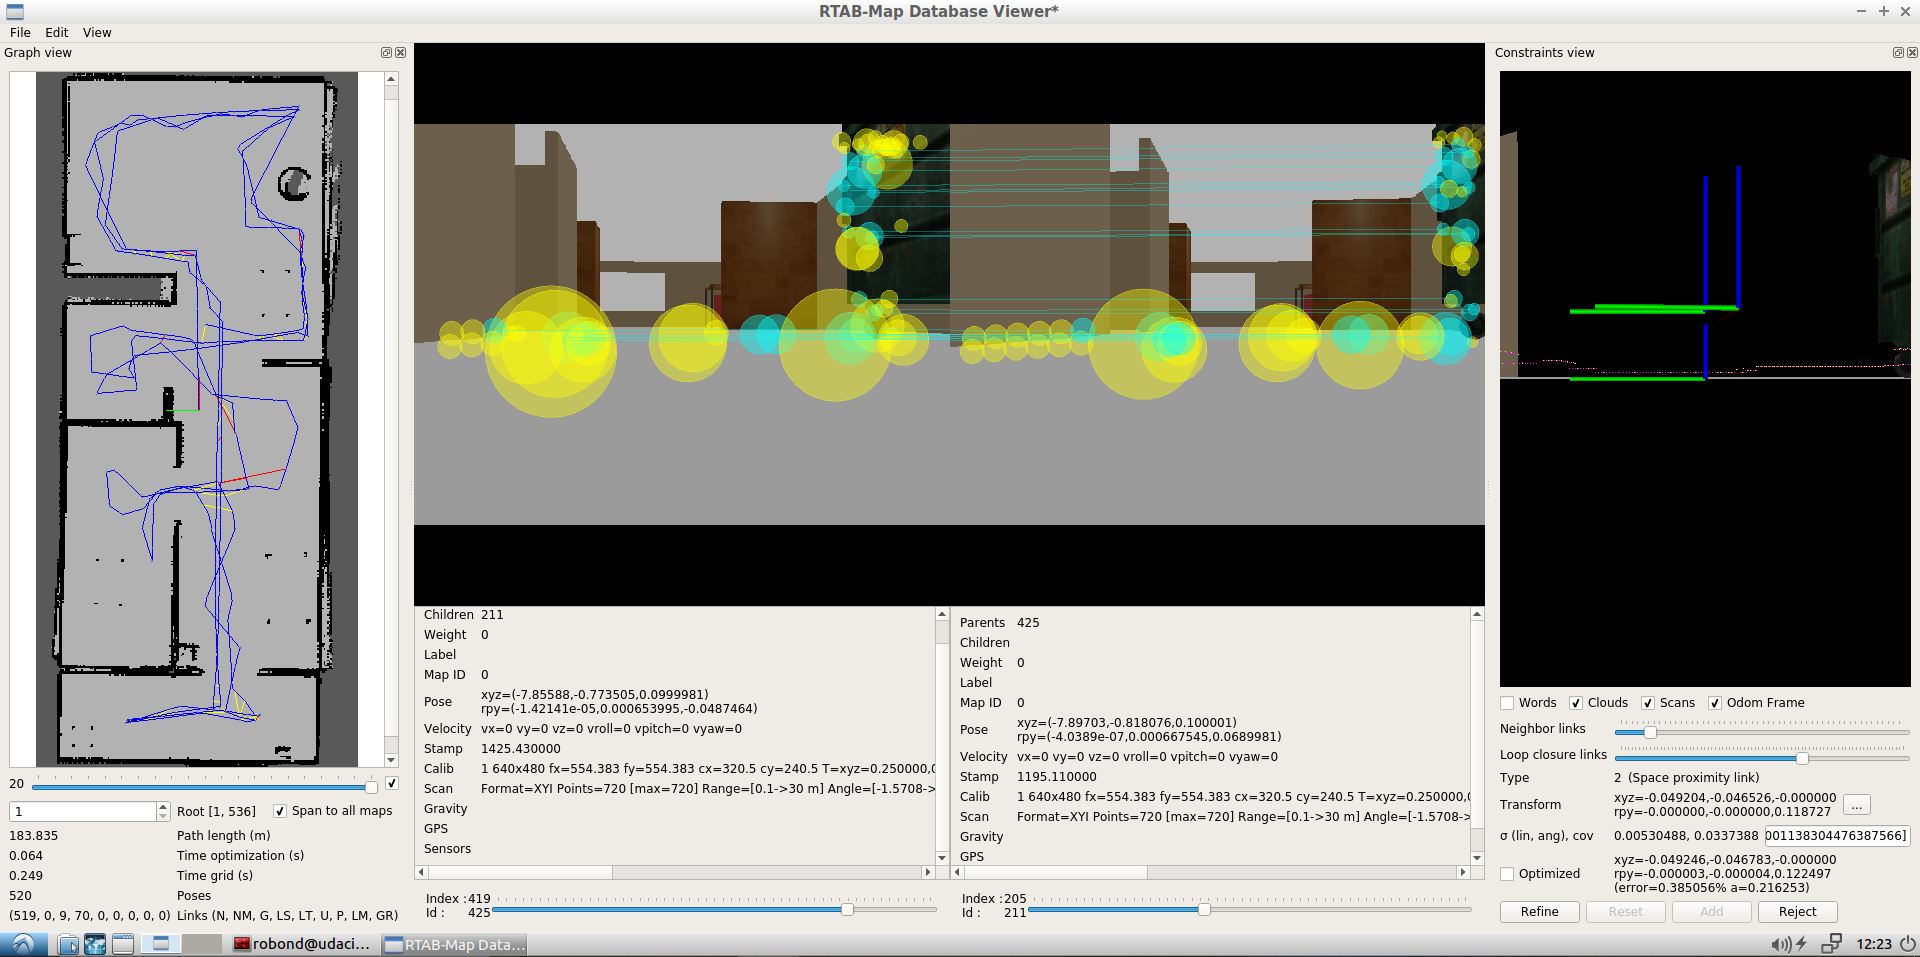 RTAB-Map Database Viewer*
File Edit View
Graph view
Constraints view
20
1
Root [1, 536]
Span to all maps
183.835 Path length (m)
0.064 Time optimization (s)
0.249 Time grid (s)
520 Poses
(519, 0, 9, 70, 0, 0, 0, 0, 0) Links (N, NM, G, LS, LT, U, P, LM, GR)
Children 211
Weight 0
Label
Map ID 0
Pose xyz=(-7.85588,-0.773505,0.0999981)
rpy=(-1.42141e-05,0.000653995,-0.0487464)
Velocity vx=0 vy=0 vz=0 vroll=0 vpitch=0 vyaw=0
Stamp 1425.430000
Calib 1 640x480 fx=554.383 fy=554.383 cx=320.5 cy=240.5 T=xyz=0.250000,0
Scan Format=XYI Points=720 [max=720] Range=[0.1->30 m] Angle=[-1.5708->
Gravity
GPS
Sensors
Index : 419
Id : 425
Parents 425
Children
Weight 0
Label
Map ID 0
Pose xyz=(-7.89703,-0.818076,0.100001)
rpy=(-4.0389e-07,0.000667545,0.0689981)
Velocity vx=0 vy=0 vz=0 vroll=0 vpitch=0 vyaw=0
Stamp 1195.110000
Calib 1 640x480 fx=554.383 fy=554.383 cx=320.5 cy=240.5 T=xyz=0.250000,0
Scan Format=XYI Points=720 [max=720] Range=[0.1->30 m] Angle=[-1.5708->
Gravity
GPS
Index : 205
Id : 211
Words Clouds Scans Odom Frame
Neighbor links
Loop closure links
Type 2 (Space proximity link)
Transform xyz=-0.049204,-0.046526,-0.000000
rpy=-0.000000,-0.000000,0.118727
...
σ (lin, ang), cov 0.00530488, 0.0337388 001138304476387566]
Optimized xyz=-0.049246,-0.046783,-0.000000
rpy=-0.000003,-0.000004,0.122497
(error=0.385056% a=0.216253)
Refine Reset Add Reject
robond@udaci...
RTAB-Map Data...
12:23